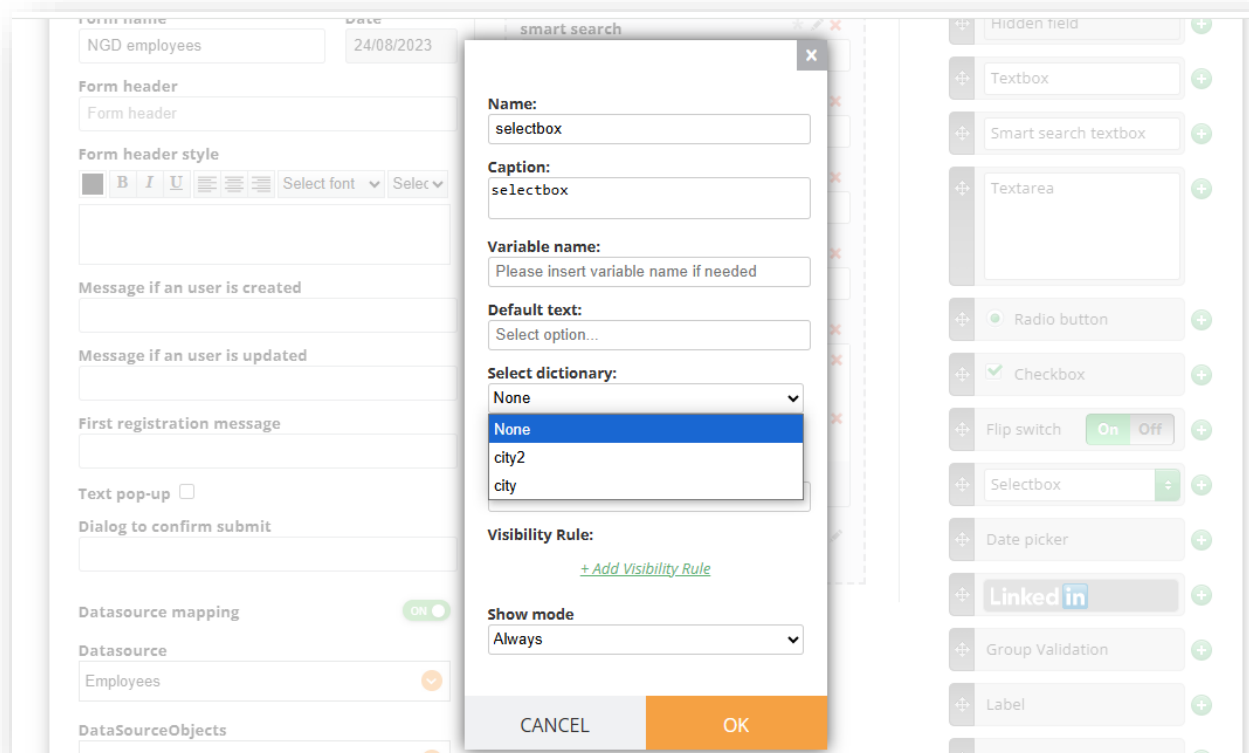 Form name
Date
NGD employees
24/08/2023
Form header
Form header
Form header style
B I U Select font Selec
Message if an user is created
Message if an user is updated
First registration message
Text pop-up
Dialog to confirm submit
Datasource mapping
ON
Datasource
Employees
DataSourceObjects
smart search
x
Name:
selectbox
Caption:
selectbox
Variable name:
Please insert variable name if needed
Default text:
Select option...
Select dictionary:
None
None
city2
city
Visibility Rule:
+ Add Visibility Rule
Show mode
Always
CANCEL
OK
Hidden field
Textbox
Smart search textbox
Textarea
Radio button
Checkbox
Flip switch On Off
Selectbox
Date picker
Linked in
Group Validation
Label